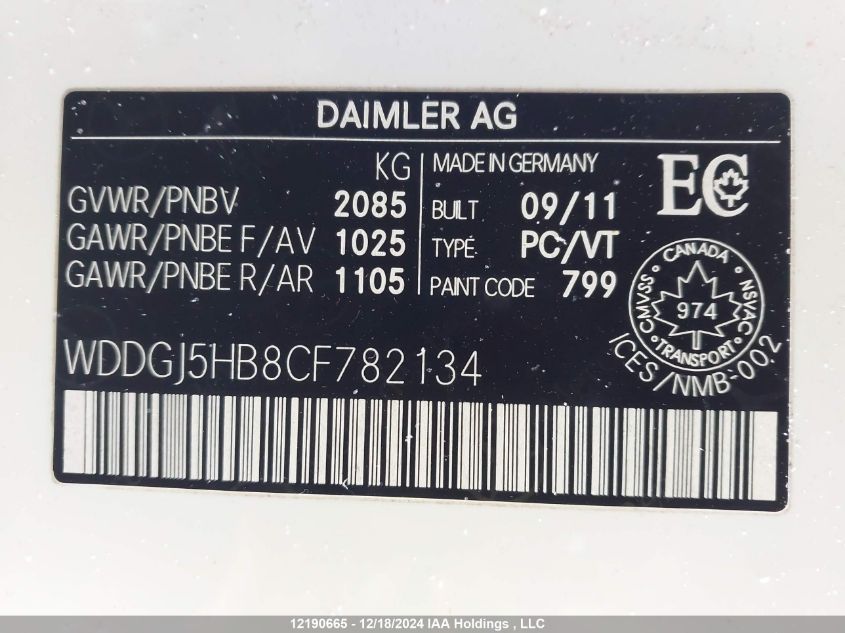 DAIMLER AG
KG
GVWR/PNBV 2085
GAWR/PNBE F/AV 1025
GAWR/PNBE R/AR 1105
MADE IN GERMANY
BUILT 09/11
TYPE PC/VT
PAINT CODE 799
EC
CANADA
CMVSS 974 NSVAC
TRANSPORT
ICES/NMB-002
WDDGJ5HB8CF782134
12190665 - 12/18/2024 IAA Holdings , LLC